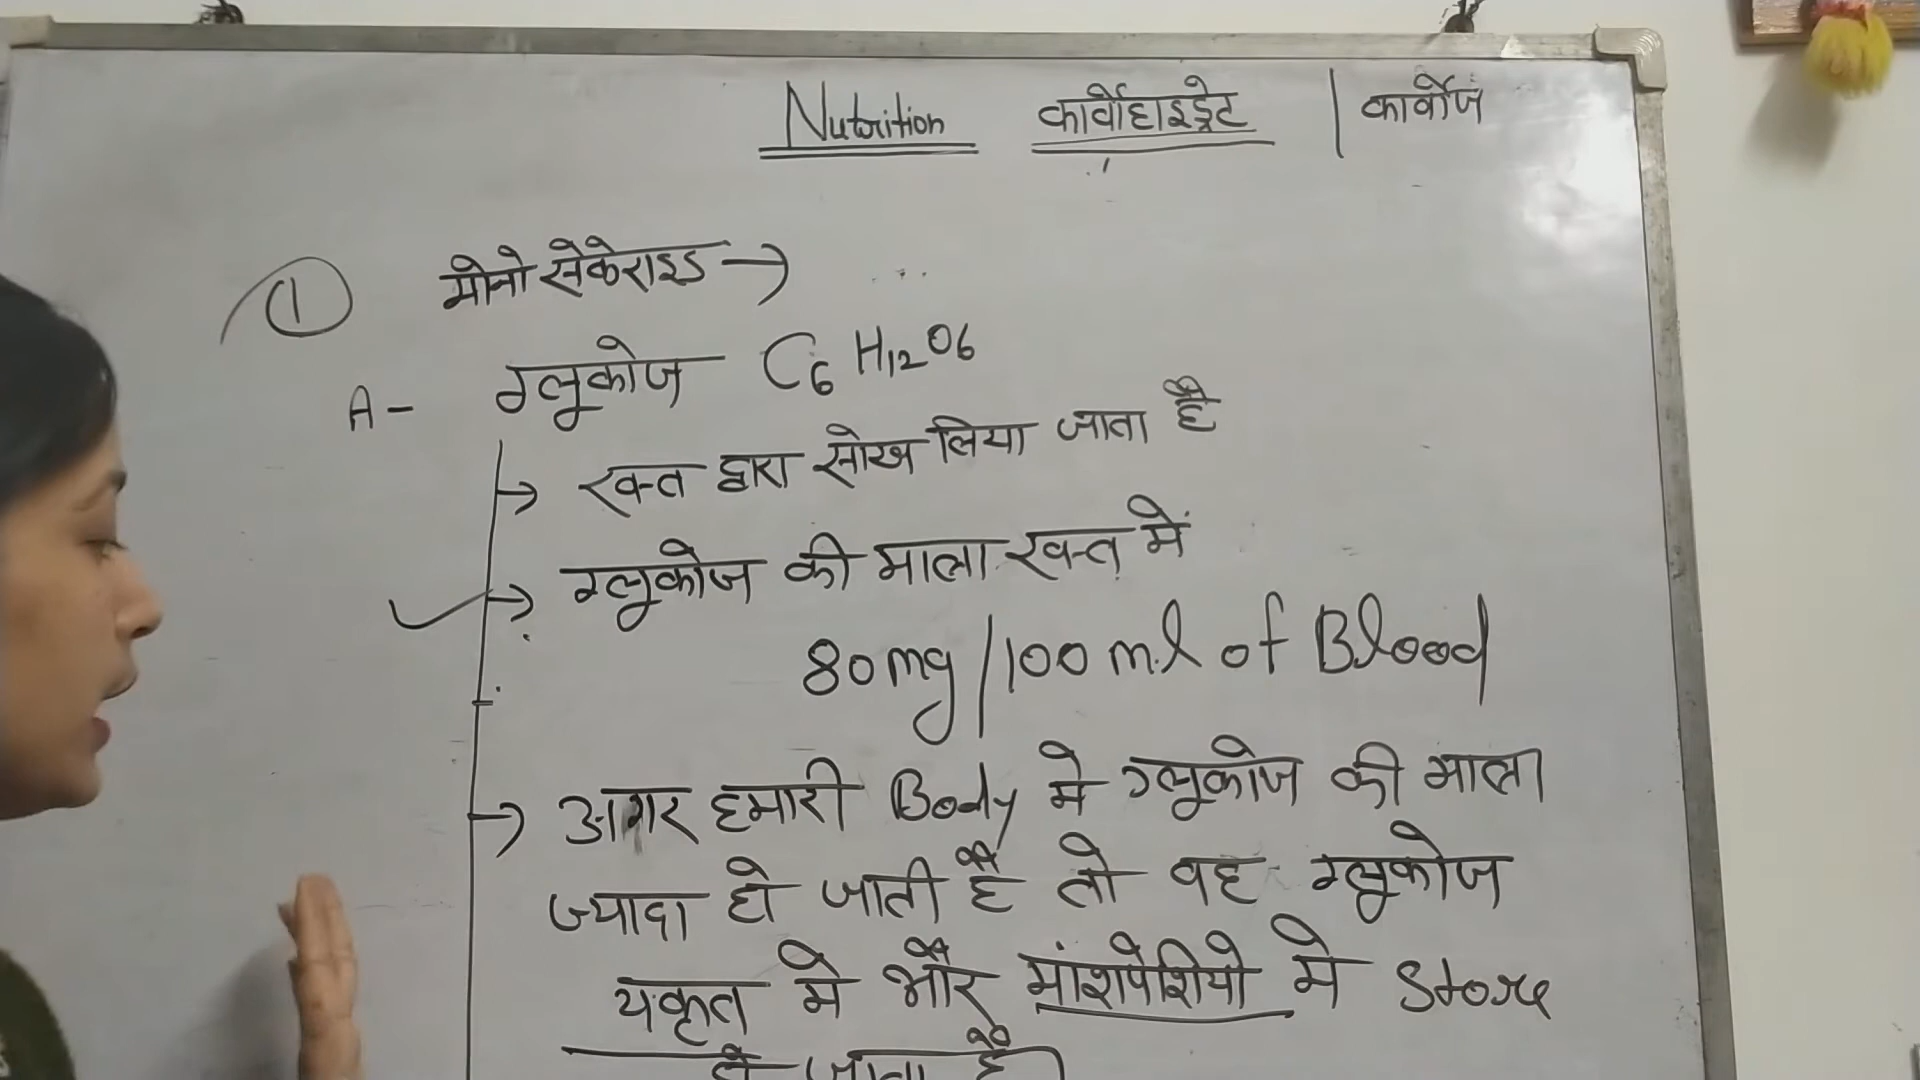 Nutrition कार्वोहाइड्रेट | कार्वोज
① मोनो सेकेराइड →
A- ग्लूकोज C6 H12 O6
→ रक्त द्वारा सोख लिया जाता है
→ ग्लूकोज की मात्रा रक्त में
80mg/100 ml of Blood
→ अगर हमारी Body मे ग्लूकोज की मात्रा
ज्यादा हो जाती है तो वह ग्लूकोज
यकृत मे और मांशपेशियो मे Store
हो जाता है